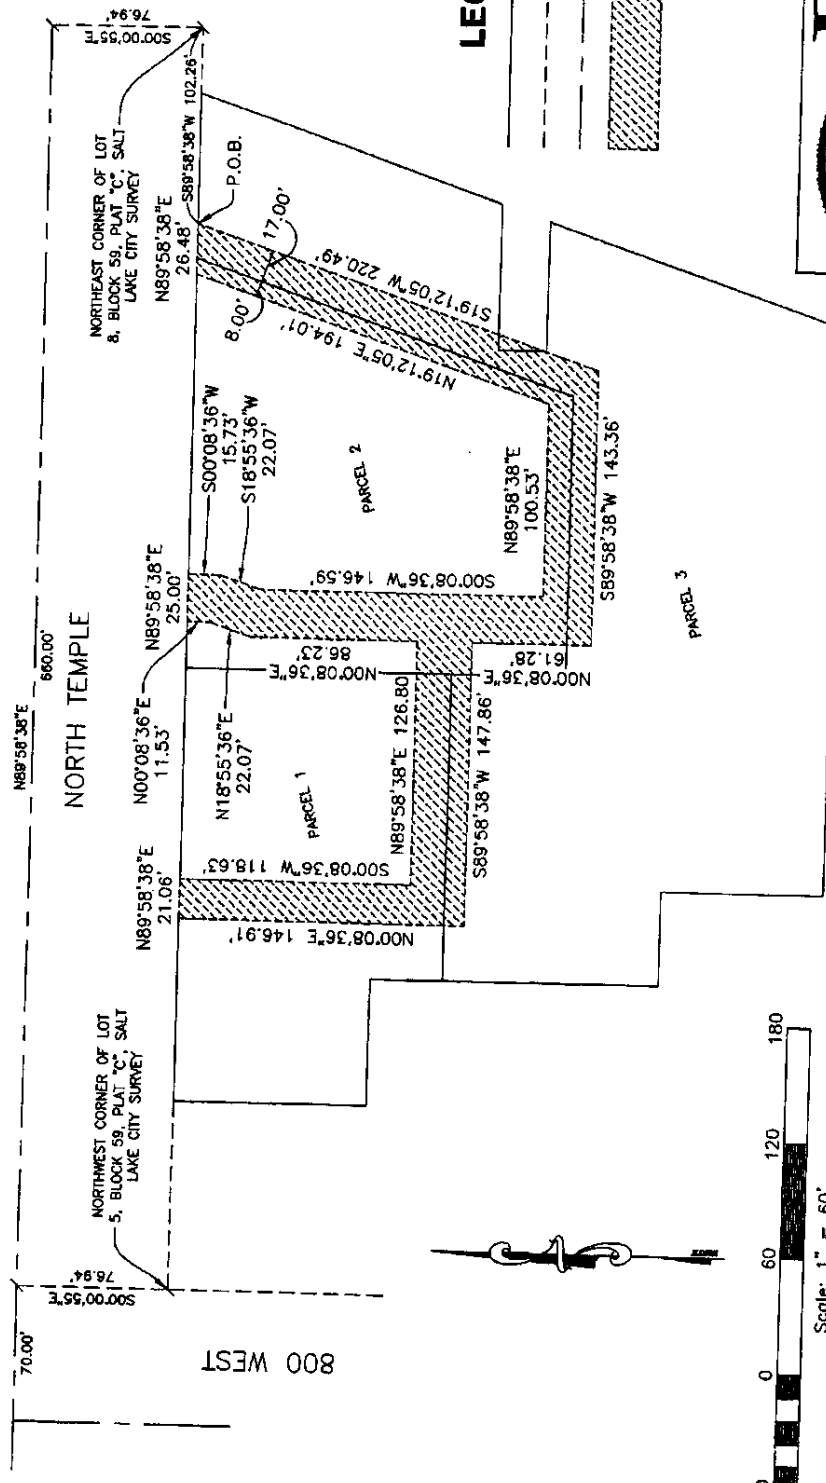 N89°58'38"E
660.00'
NORTH TEMPLE
70.00'
S00°00'55"E
76.94'
800 WEST
NORTHWEST CORNER OF LOT
5, BLOCK 59, PLAT "C", SALT
LAKE CITY SURVEY
NORTHEAST CORNER OF LOT
8, BLOCK 59, PLAT "C", SALT
LAKE CITY SURVEY
S00°00'55"E
76.94'
S89°58'38"W 102.26'
P.O.B.
N89°58'38"E
26.48'
17.00'
8.00'
S19°12'05"W 220.49'
N19°12'05"E 194.01'
N89°58'38"E
100.53'
S89°58'38"W 143.36'
S00°08'36"W 146.59'
S00°08'36"W
15.73'
S18°55'36"W
22.07'
PARCEL 2
N89°58'38"E
25.00'
N00°08'36"E
11.53'
N18°55'36"E
22.07'
N00°08'36"E
86.23'
N00°08'36"E
61.28'
N89°58'38"E 126.80
S89°58'38"W 147.86'
PARCEL 1
N89°58'38"E
21.06'
S00°08'36"W 118.63'
N00°08'36"E 146.91'
PARCEL 3
0 60 120 180
Scale: 1" = 60'